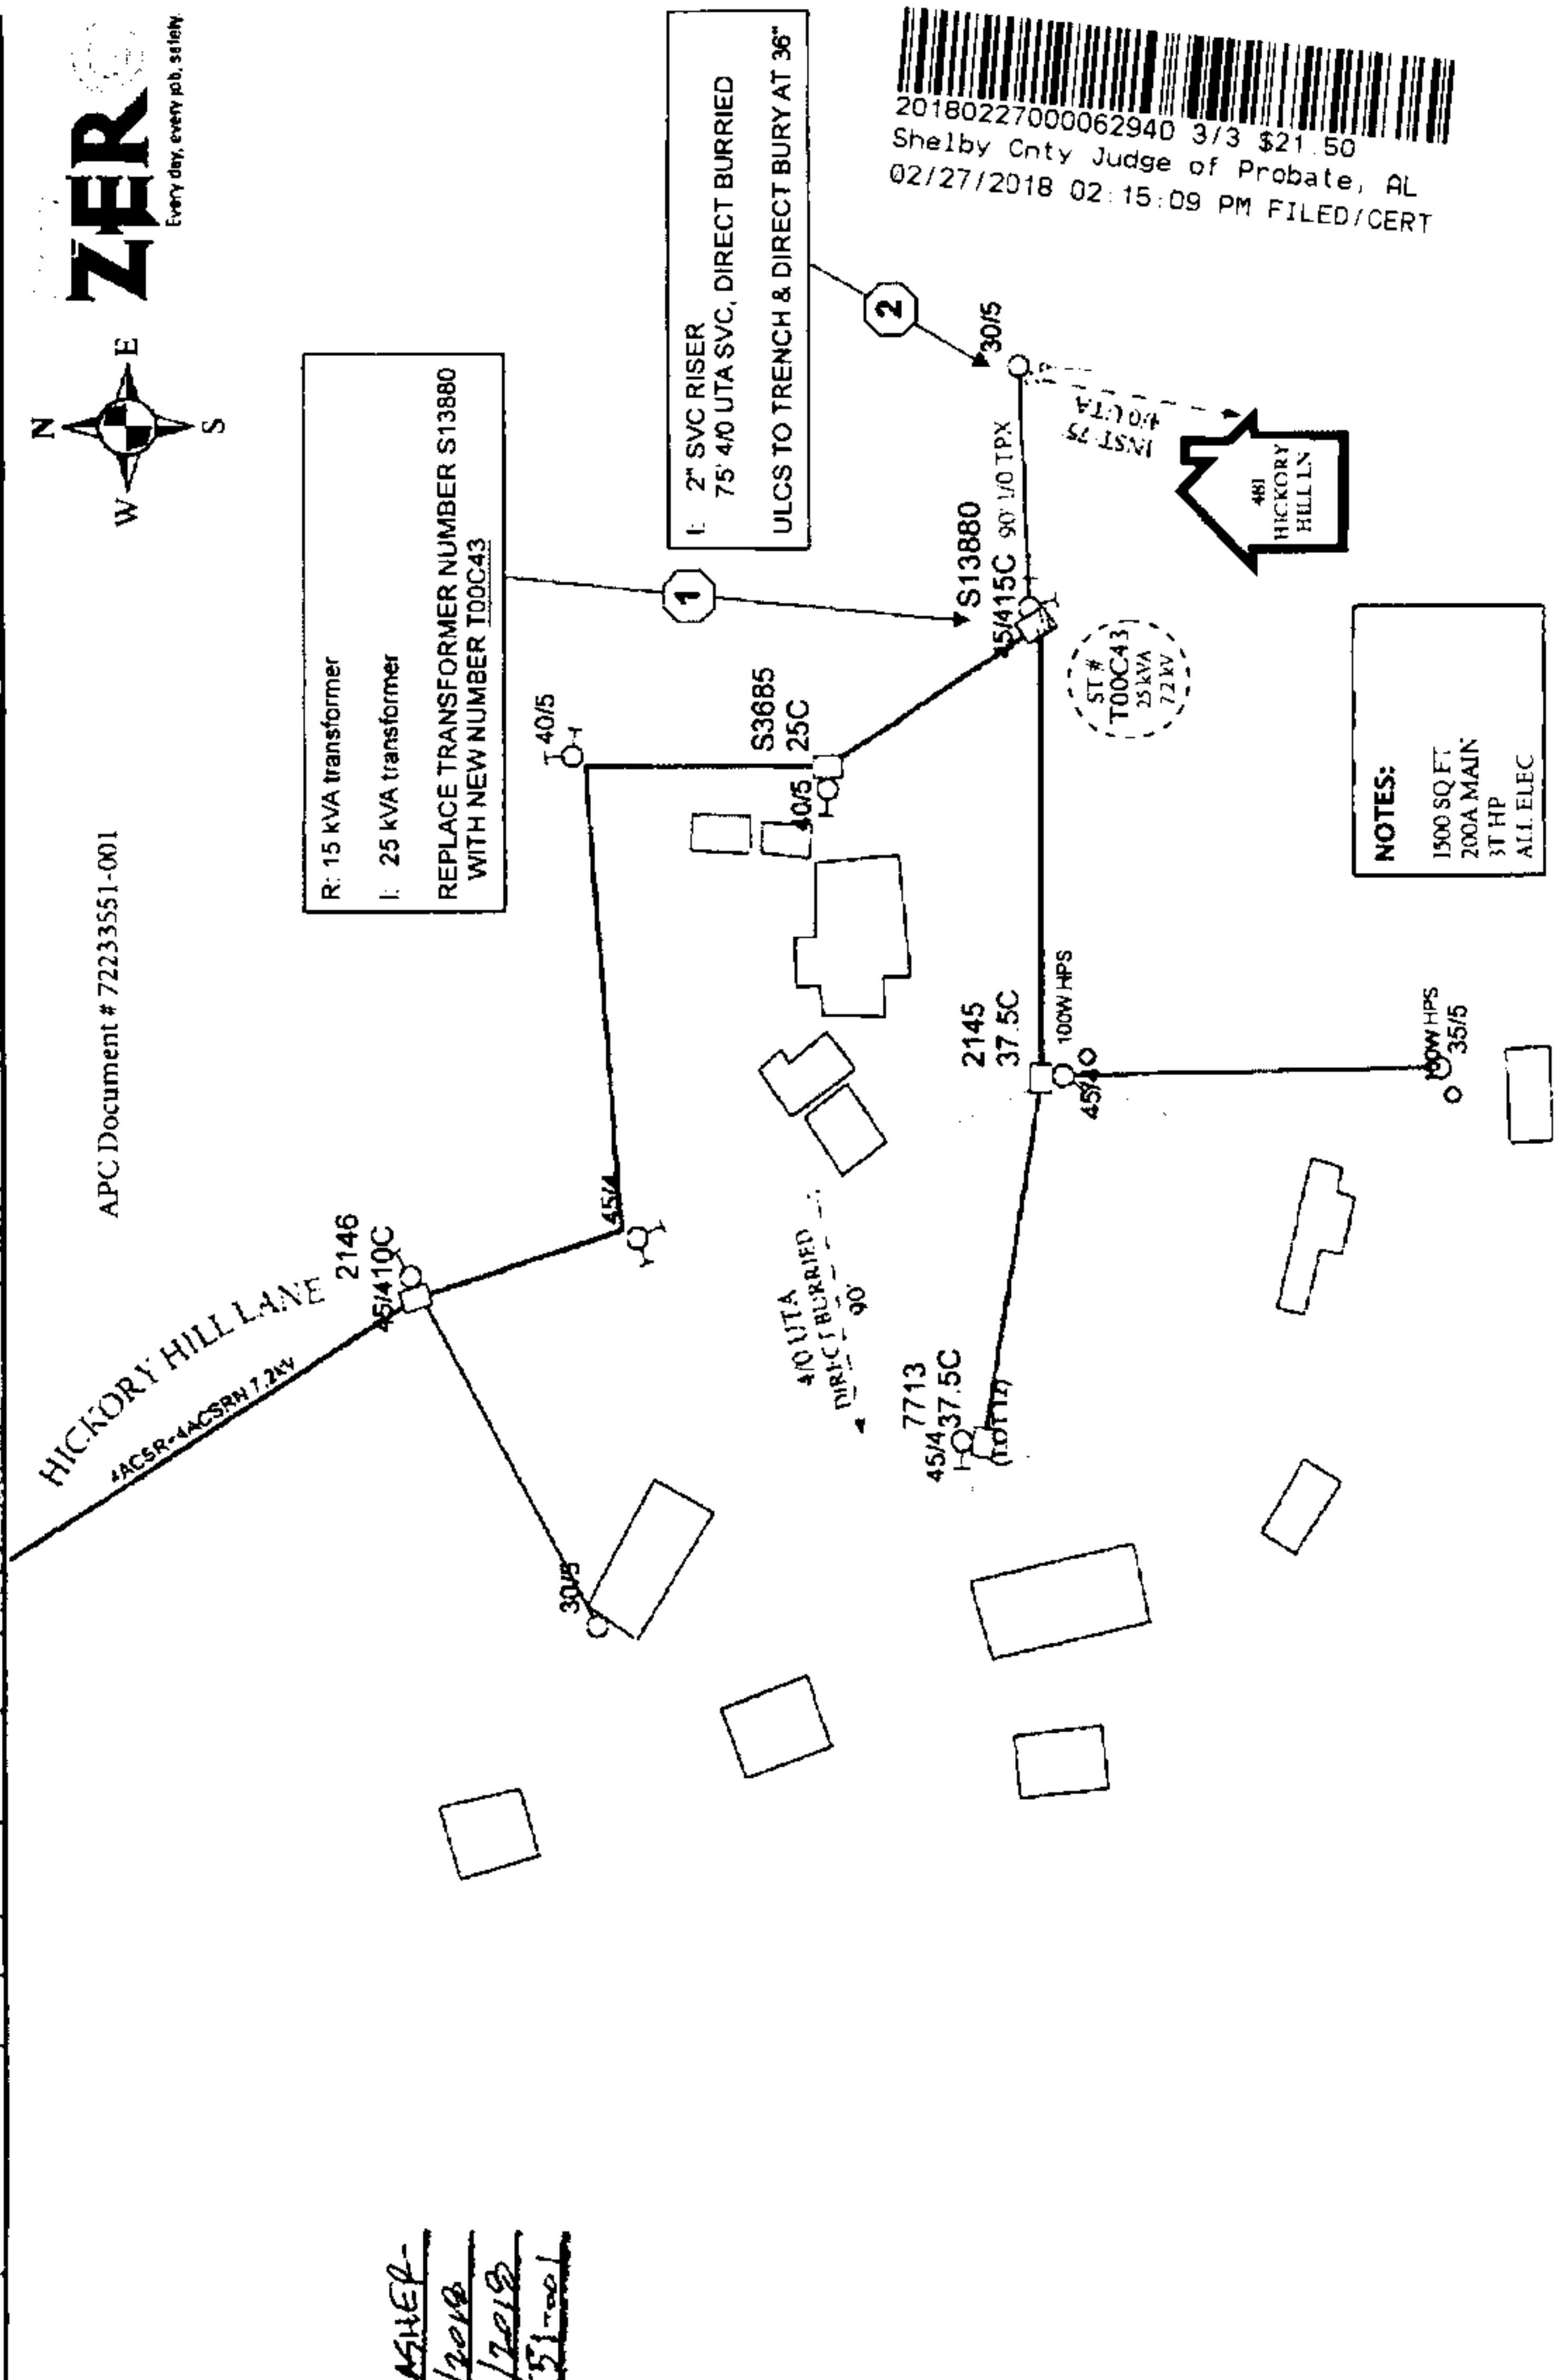 APC Document # 72233551-001
N
W
E
S
ZER
Every day, every job, safely.
HICKORY HILL LANE
4ACSR-4ACSRN 7.2kV
2146
45/410C
45/4
30/5
40/5
R: 15 kVA transformer
I: 25 kVA transformer
REPLACE TRANSFORMER NUMBER S13880
WITH NEW NUMBER T00C43
1
I: 2" SVC RISER
75' 4/0 UTA SVC, DIRECT BURRIED
ULCS TO TRENCH & DIRECT BURY AT 36"
2
S3685
25C
40/5
S13880
45/415C
90' 1/0 TPX
30/5
INST 75'
4/0 UTA
481
HICKORY
HILL LN
ST #
T00C43
25 kVA
7.2 kV
4/0 UTA
DIRECT BURRIED
90'
7713
45/4
37.5C
(LOT 12)
2145
37.5C
100W HPS
100W HPS
35/5
NOTES:
1500 SQ FT
200A MAIN
3T HP
ALL ELEC
20180227000062940 3/3 $21.50
Shelby Cnty Judge of Probate, AL
02/27/2018 02:15:09 PM FILED/CERT
/2018
/2018
51-001